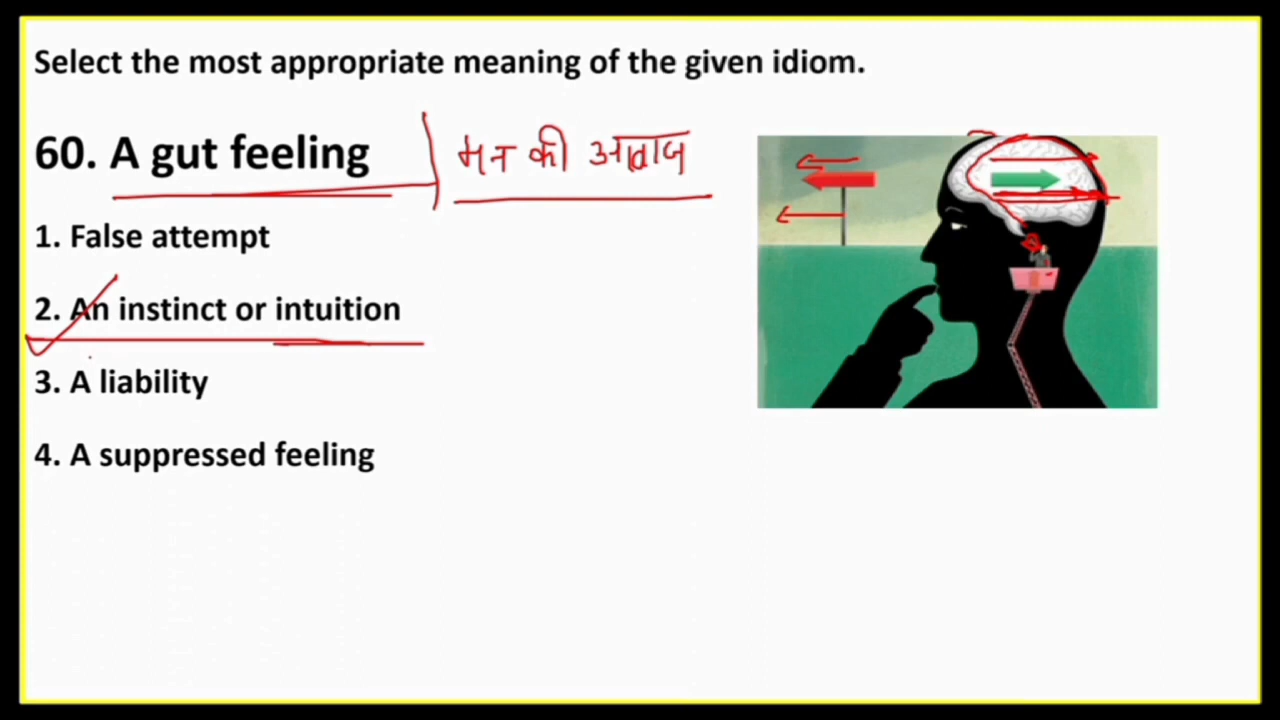 Select the most appropriate meaning of the given idiom.
60. A gut feeling
मन की आवाज
1. False attempt
2. An instinct or intuition
3. A liability
4. A suppressed feeling